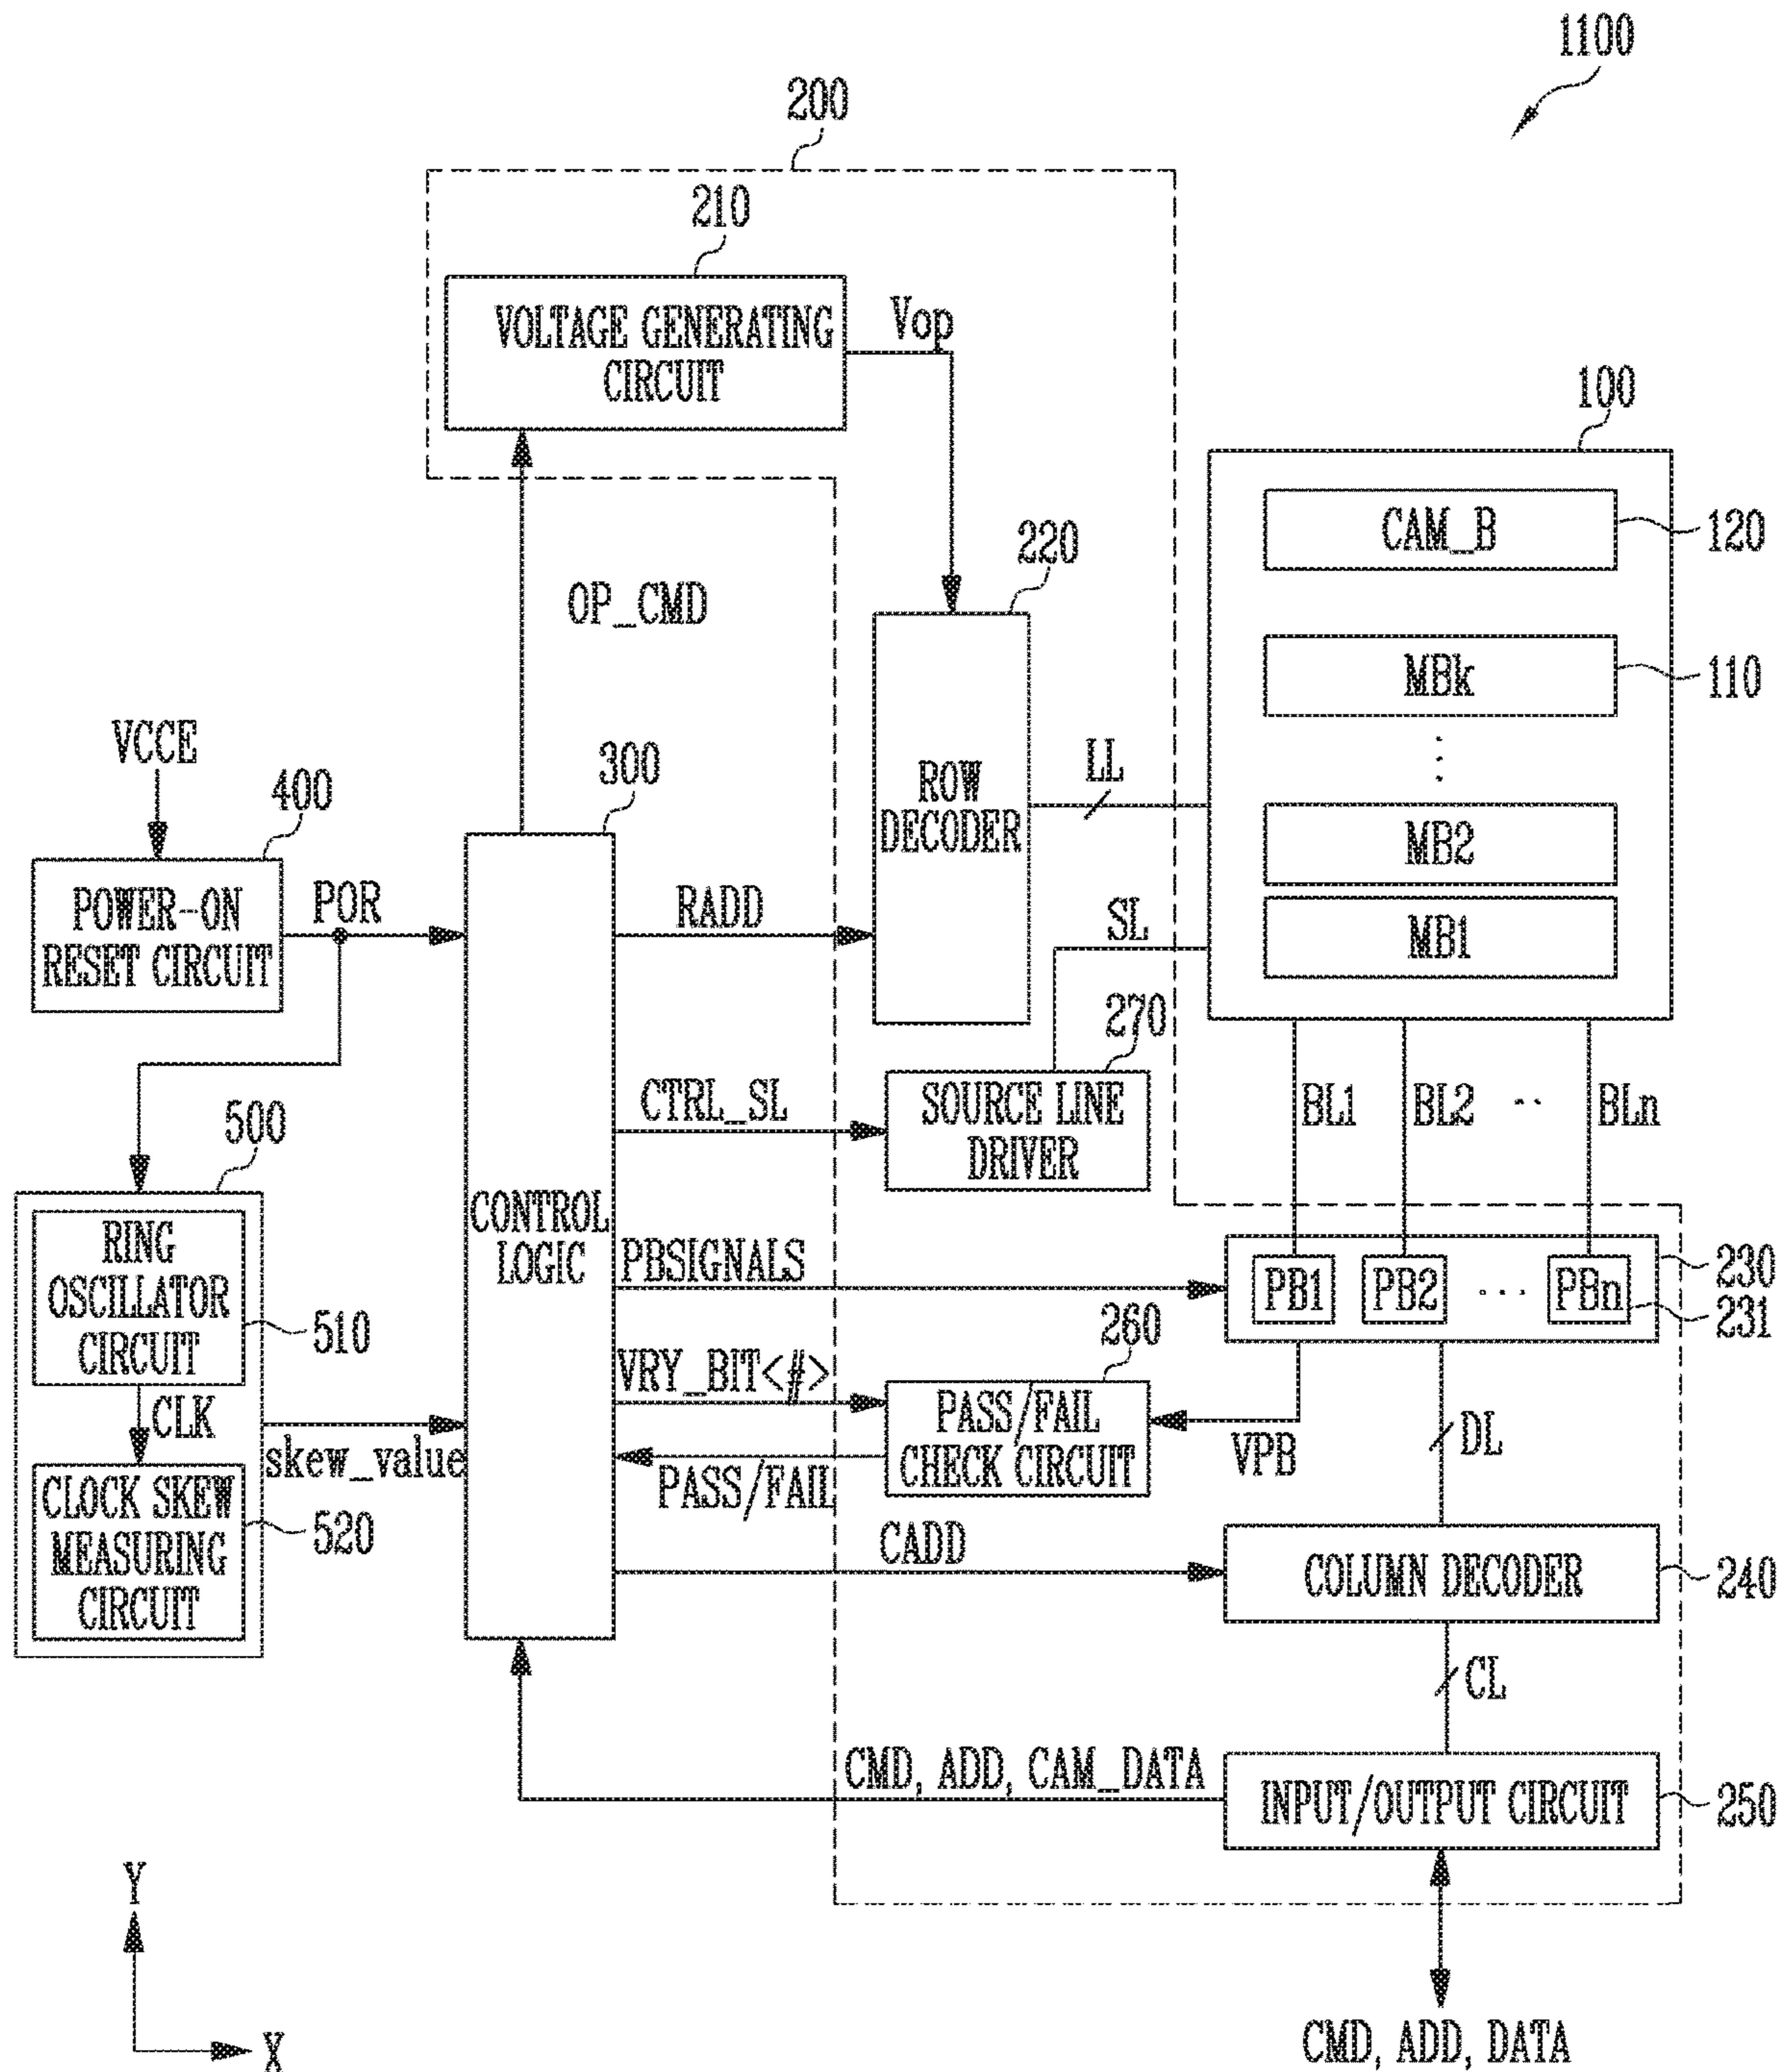 1100
200
210
VOLTAGE GENERATING
CIRCUIT
Vop
100
CAM_B
120
220
OP_CMD
MBk
110
VCCE
400
300
ROW
DECODER
LL
MB2
POWER-ON
RESET CIRCUIT
POR
RADD
SL
MB1
270
500
CTRL_SL
SOURCE LINE
DRIVER
BL1
BL2
BLn
RING
OSCILLATOR
CIRCUIT
510
CONTROL
LOGIC
PBSIGNALS
PB1
PB2
PBn
230
231
260
VRY_BIT<#>
CLK
skew_value
PASS/FAIL
CHECK CIRCUIT
VPB
DL
PASS/FAIL
CLOCK SKEW
MEASURING
CIRCUIT
520
CADD
COLUMN DECODER
240
CL
CMD, ADD, CAM_DATA
INPUT/OUTPUT CIRCUIT
250
Y
X
CMD, ADD, DATA